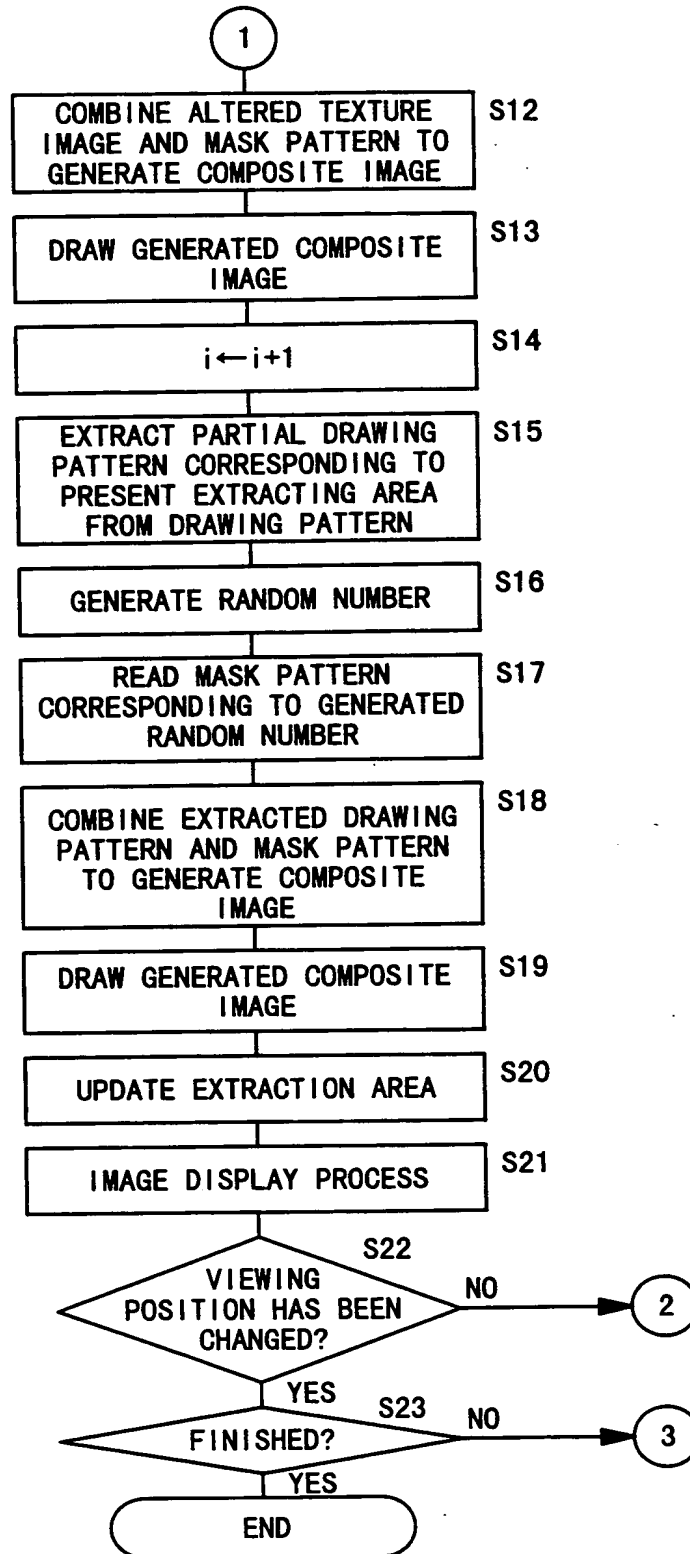 1
COMBINE ALTERED TEXTURE
IMAGE AND MASK PATTERN TO
GENERATE COMPOSITE IMAGE
S12
DRAW GENERATED COMPOSITE
IMAGE
S13
i←i+1
S14
EXTRACT PARTIAL DRAWING
PATTERN CORRESPONDING TO
PRESENT EXTRACTING AREA
FROM DRAWING PATTERN
S15
GENERATE RANDOM NUMBER
S16
READ MASK PATTERN
CORRESPONDING TO GENERATED
RANDOM NUMBER
S17
COMBINE EXTRACTED DRAWING
PATTERN AND MASK PATTERN
TO GENERATE COMPOSITE
IMAGE
S18
DRAW GENERATED COMPOSITE
IMAGE
S19
UPDATE EXTRACTION AREA
S20
IMAGE DISPLAY PROCESS
S21
S22
VIEWING
POSITION HAS BEEN
CHANGED?
NO
2
YES
S23
FINISHED?
NO
3
YES
END